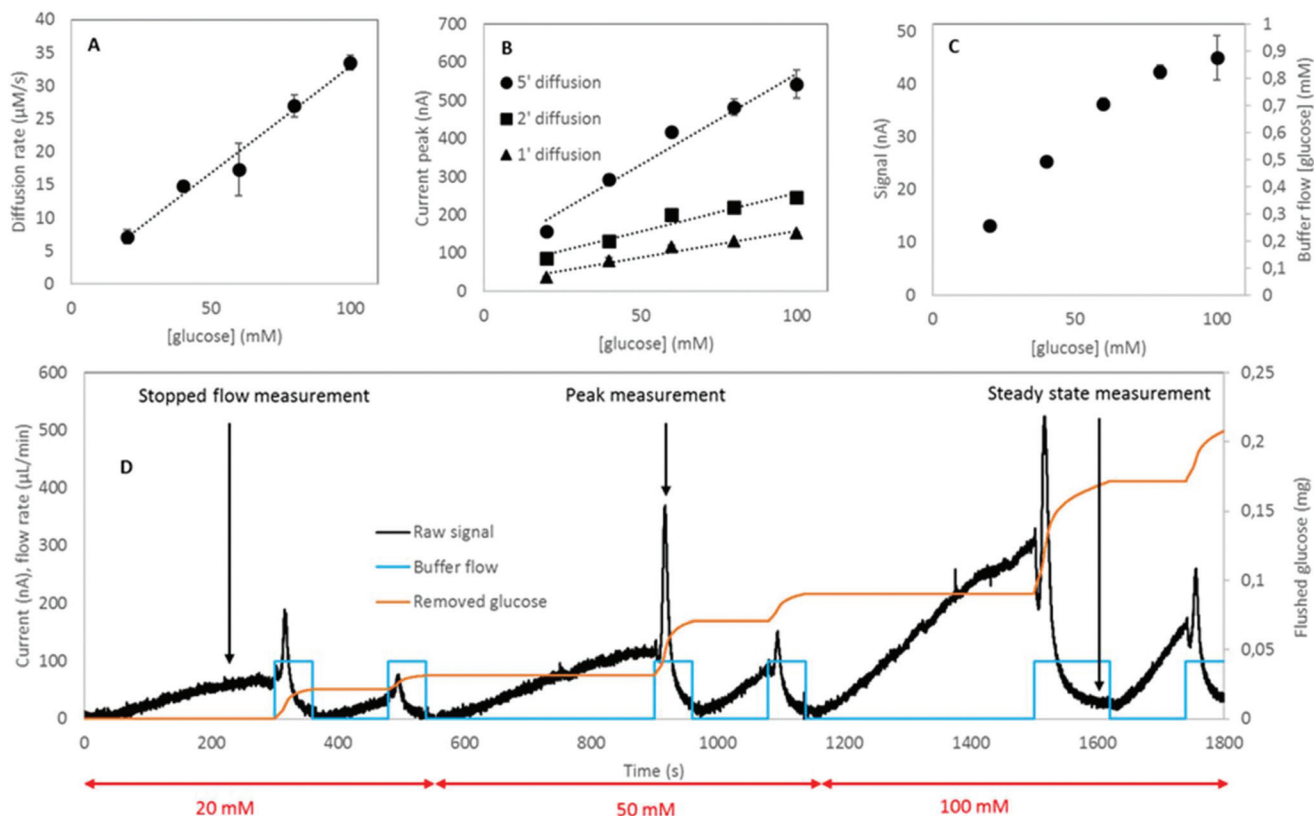 A
Diffusion rate (µM/s)
40
35
30
25
20
15
10
5
0
0
50
100
[glucose] (mM)
B
Current peak (nA)
700
600
500
400
300
200
100
0
5' diffusion
2' diffusion
1' diffusion
0
50
100
[glucose] (mM)
C
Signal (nA)
50
40
30
20
10
0
1
0,9
0,8
0,7
0,6
0,5
0,4
0,3
0,2
0,1
0
Buffer flow [glucose] (mM)
0
50
100
[glucose] (mM)
D
Current (nA), flow rate (µL/min)
600
500
400
300
200
100
0
Stopped flow measurement
Peak measurement
Steady state measurement
Raw signal
Buffer flow
Removed glucose
0,25
0,2
0,15
0,1
0,05
0
Flushed glucose (mg)
0
200
400
600
800
1000
1200
1400
1600
1800
Time (s)
20 mM
50 mM
100 mM